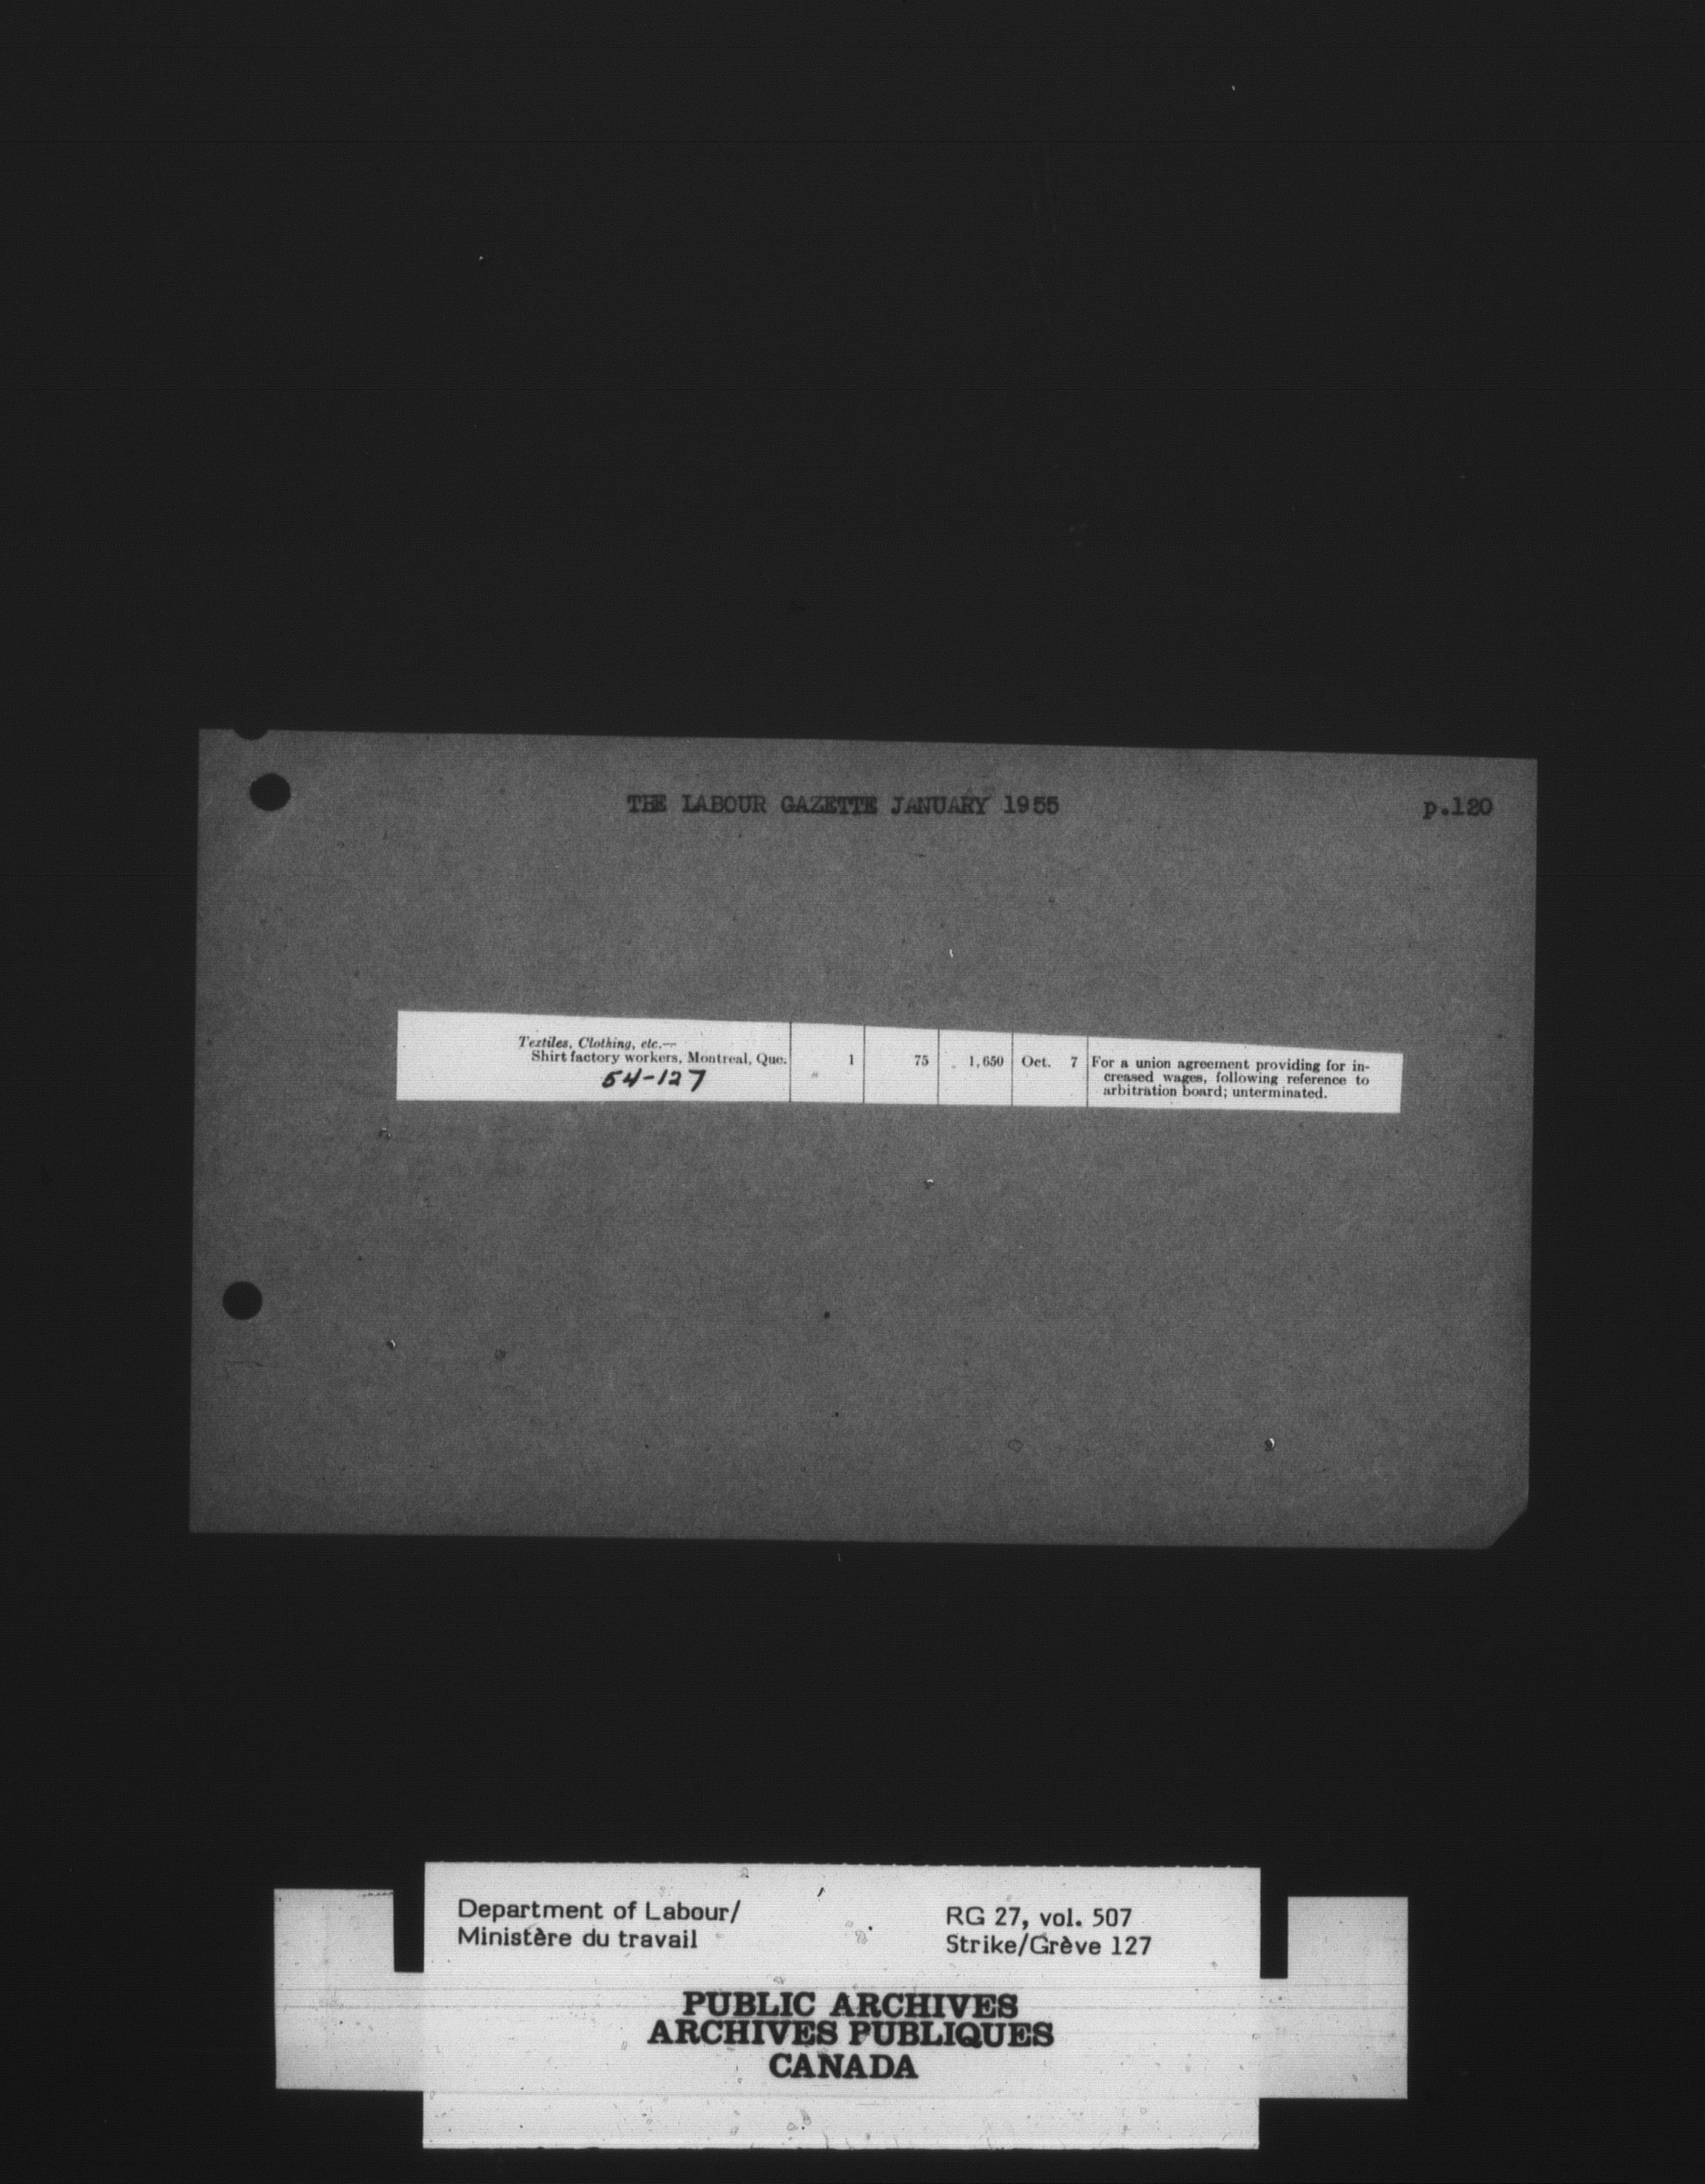 THE LABOUR GAZETTE JANUARY 1955 p.120
Textiles, Clothing, etc.—
Shirt factory workers, Montreal, Que. 1 75 1,650 Oct. 7 For a union agreement providing for in-
creased wages, following reference to
arbitration board; unterminated.
54-127
Department of Labour/ RG 27, vol. 507
Ministère du travail Strike/Grève 127
PUBLIC ARCHIVES
ARCHIVES PUBLIQUES
CANADA